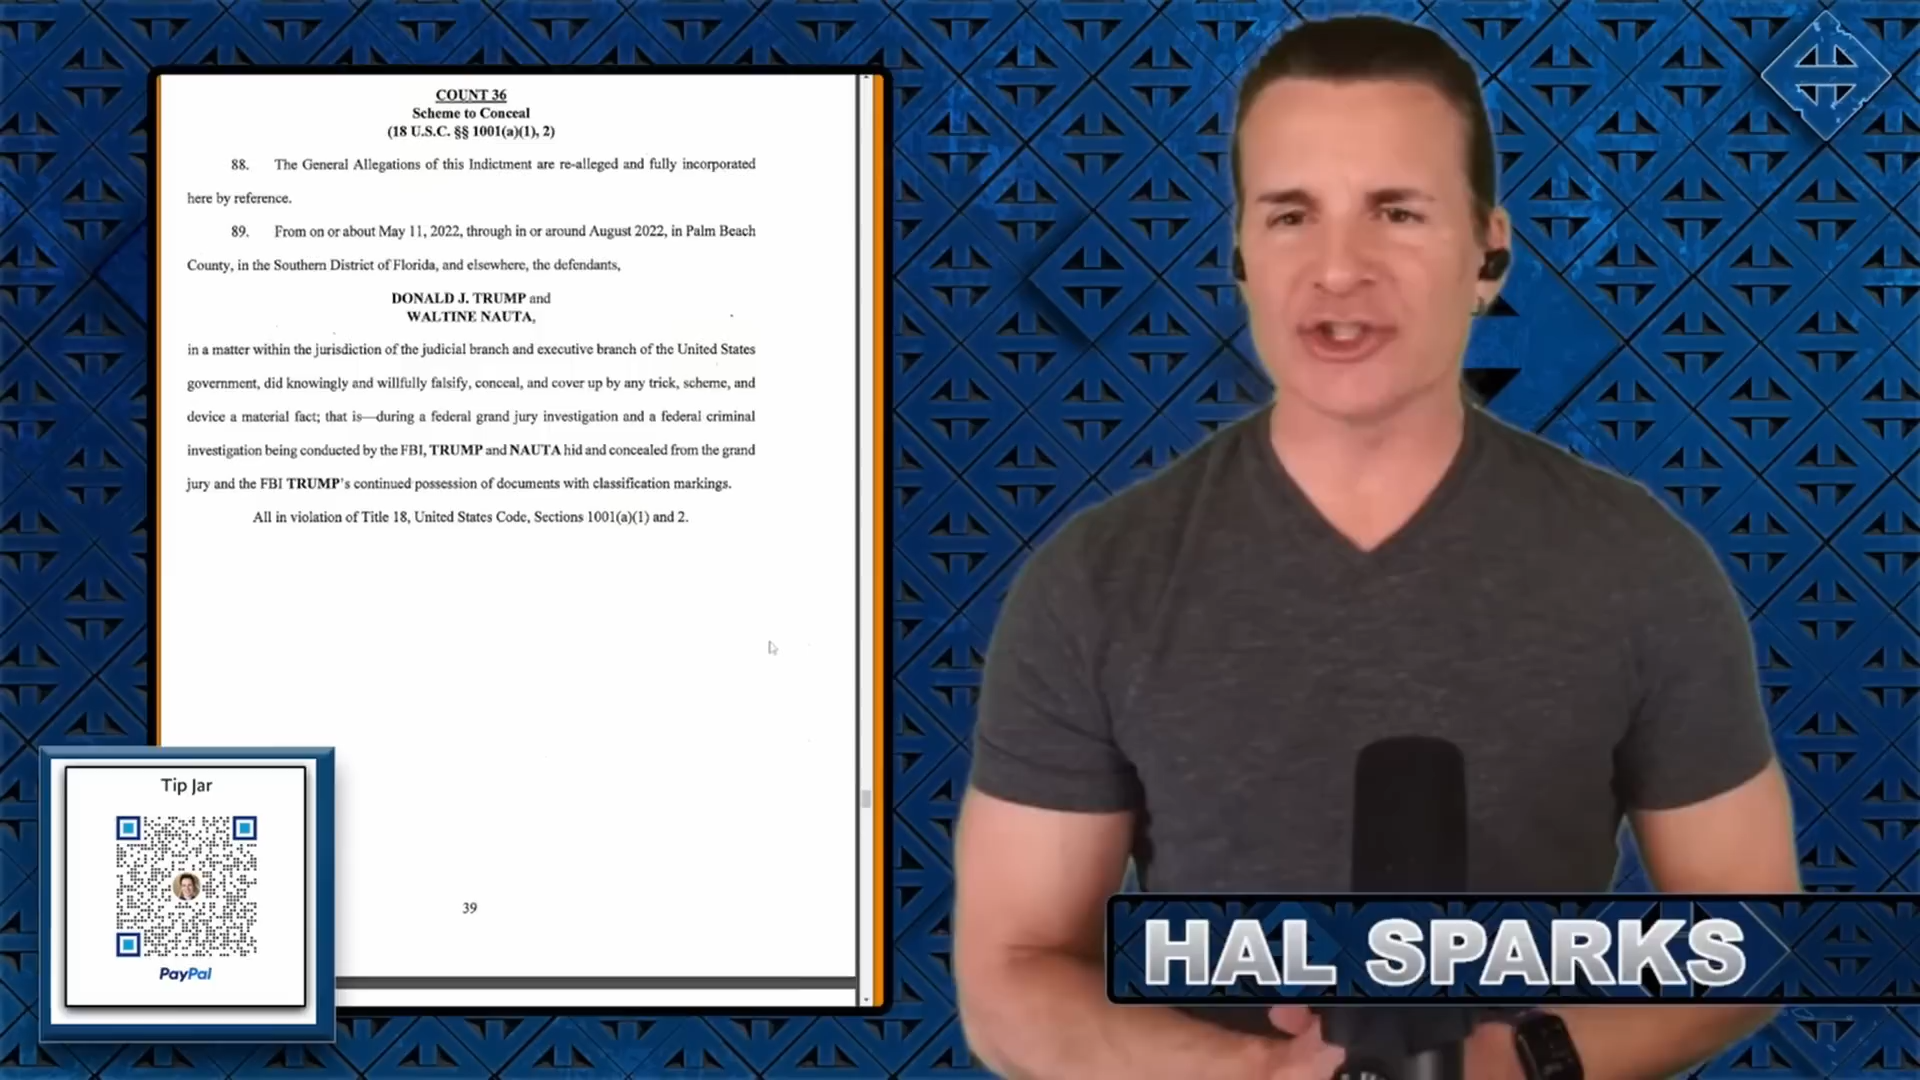 COUNT 36
Scheme to Conceal
(18 U.S.C. §§ 1001(a)(1), 2)
88. The General Allegations of this Indictment are re-alleged and fully incorporated
here by reference.
89. From on or about May 11, 2022, through in or around August 2022, in Palm Beach
County, in the Southern District of Florida, and elsewhere, the defendants,
DONALD J. TRUMP and
WALTINE NAUTA,
in a matter within the jurisdiction of the judicial branch and executive branch of the United States
government, did knowingly and willfully falsify, conceal, and cover up by any trick, scheme, and
device a material fact; that is—during a federal grand jury investigation and a federal criminal
investigation being conducted by the FBI, TRUMP and NAUTA hid and concealed from the grand
jury and the FBI TRUMP's continued possession of documents with classification markings.
All in violation of Title 18, United States Code, Sections 1001(a)(1) and 2.
39
Tip Jar
PayPal
HAL SPARKS